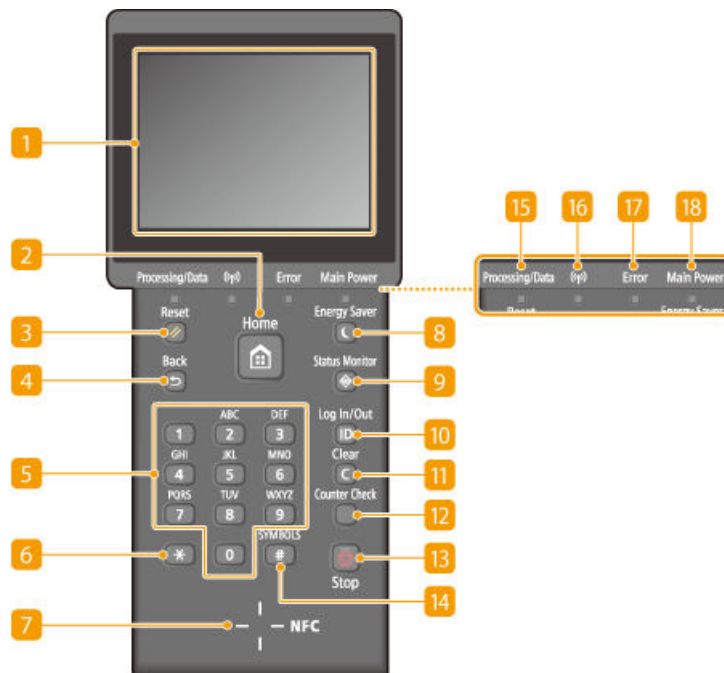 1
15 16 17 18
2
Processing/Data Error Main Power
Processing/Data Error Main Power
Reset Home Energy Saver
Reset Energy Saver
3 8
Back Status Monitor
4 9
ABC DEF Log In/Out
1 2 3 ID 10
GHI JKL MNO Clear
5 4 5 6 C 11
PQRS TUV WXYZ Counter Check
7 8 9 12
SYMBOLS
6 * 0 # 13
Stop
14
7 NFC